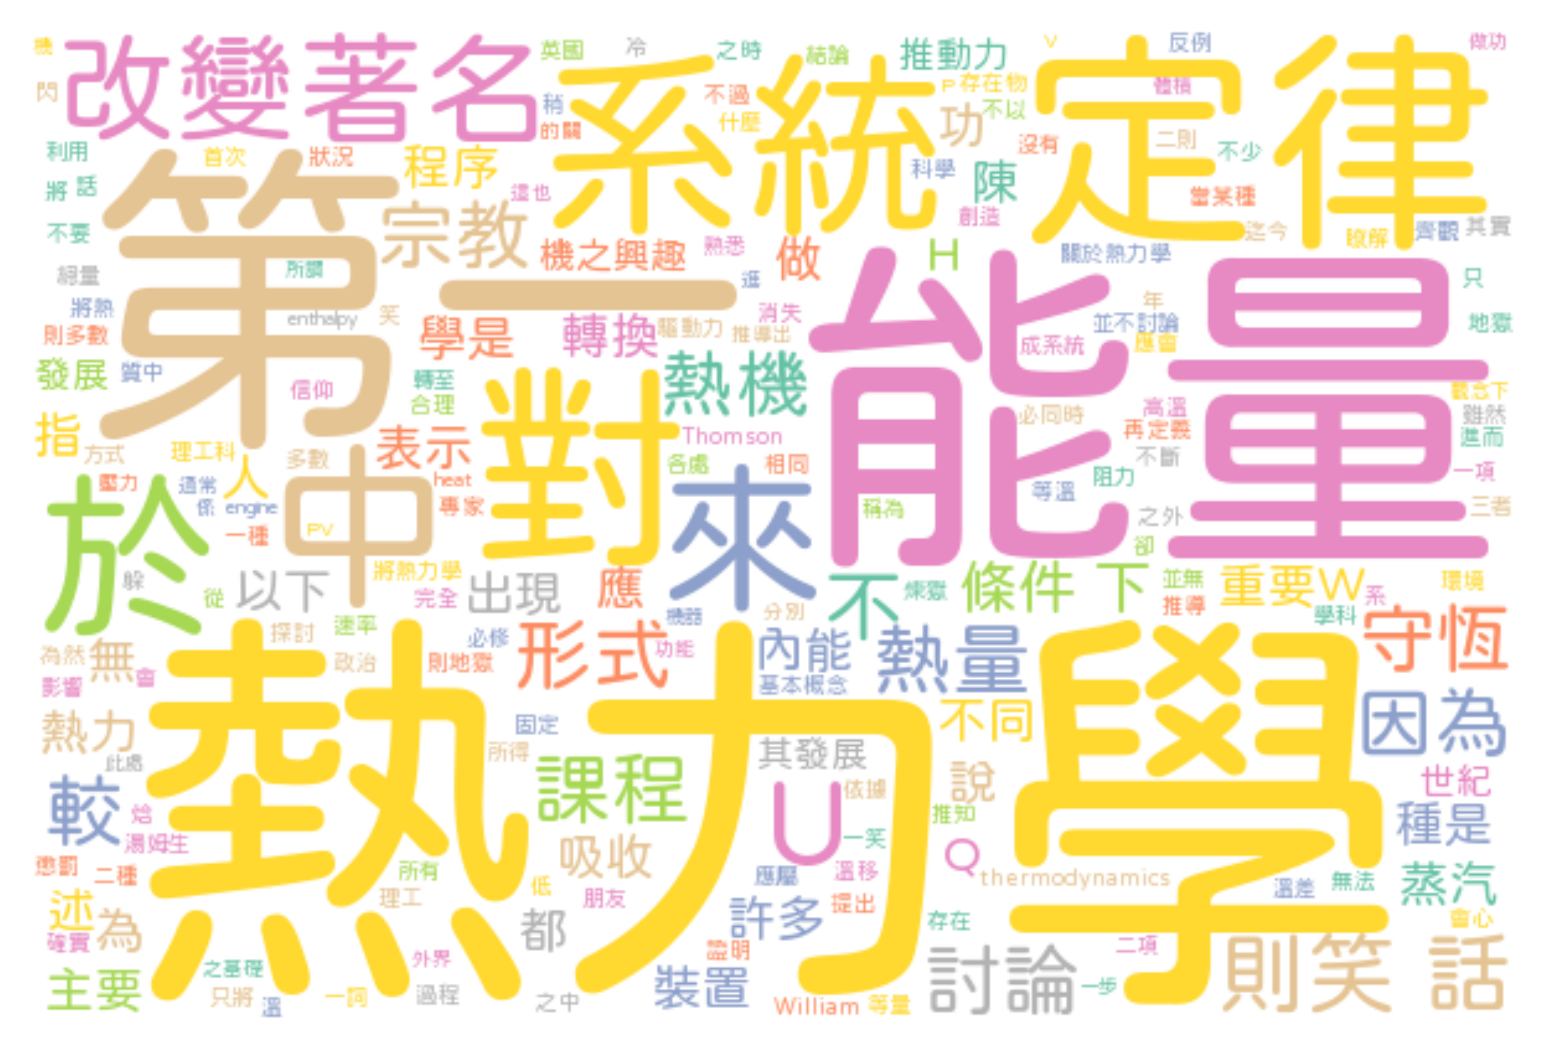 機
改變著名
英國
冷
之時
結論
推動力
V
反例
做功
閃
系統
定律
稍
的關
不過
什麼
P
存在物
不以
體積
功
二則
沒有
不少
利用
首次
狀況
程序
將
話
第一
這也
科學
陳
當某種
不要
宗教
創造
迄今
瞭解
齊觀
其實
機之興趣
熟悉
做
H
關於熱力學
所謂
總量
逛
能量
只
將熱
則多數
enthalpy
笑
學是
轉換
驅動力
消失
推導出
年
並不討論
應會
成系統
地獄
發展
質中
信仰
轉至
合理
對
熱機
觀念下
雖然
進而
指
方式
理工科
多數
表示
Thomson
各處
相同
必同時
高溫
再定義
不斷
一項
壓力
通常
係
人
engine
一種
中
PV
heat
專家
來
稱為
等溫
阻力
之外
卻
三者
於
躲
從
以下
將熱力學
完全
出現
應
機器
分別
不
煉獄
條件
下
並無
推導
重要
W
系
環境
學科
守恆
為然
無
會
影響
探討
速率
政治
必修
則地獄
形式
功能
內能
基本概念
熱量
熱力學
熱力
此處
固定
所得
課程
其發展
不同
因為
較
焓
湯姆生
U
依據
一笑
說
推知
世紀
種是
懲罰
二種
所有
理工
低
吸收
朋友
應屬
溫移
提出
Q
thermodynamics
溫差
無法
蒸汽
述
為
確實
都
許多
存在
會心
主要
之基礎
只將
溫
一詞
外界
過程
之中
裝置
證明
William
等量
討論
一步
二項
則笑
話